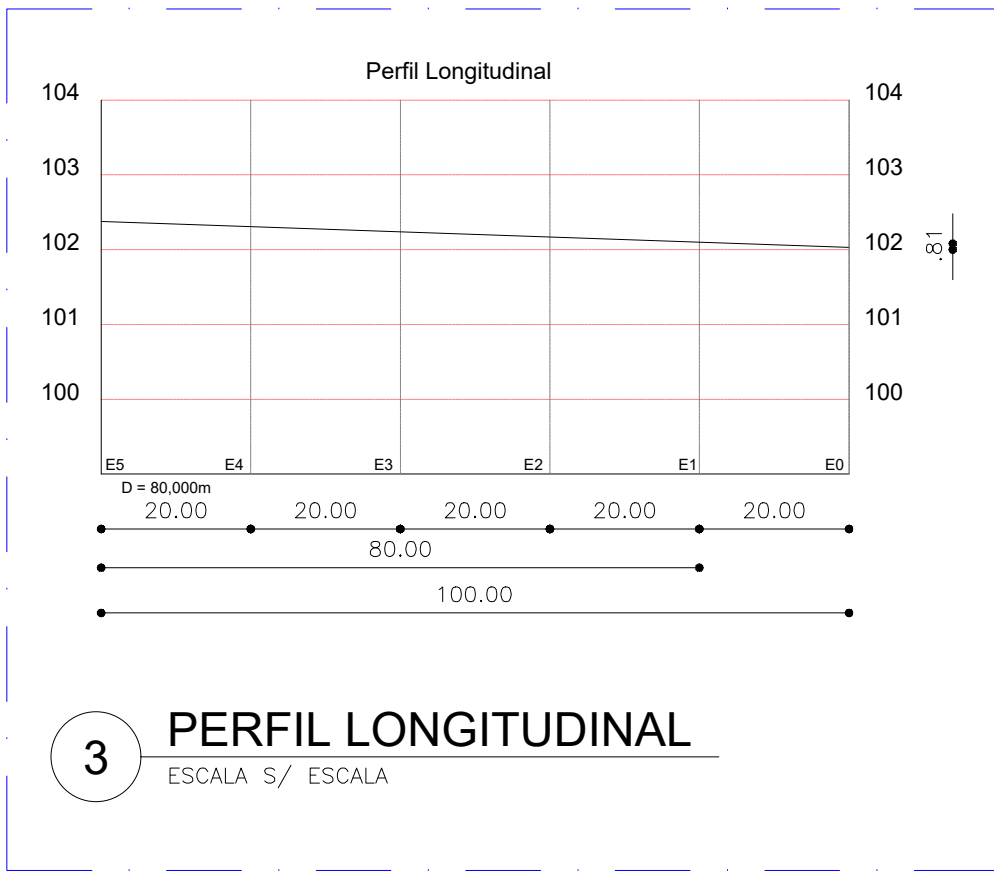 Perfil Longitudinal
104 104
103 103
102 102
.81
101 101
100 100
E5 E4 E3 E2 E1 E0
D = 80,000m
20.00 20.00 20.00 20.00 20.00
80.00
100.00
3 PERFIL LONGITUDINAL
ESCALA S/ ESCALA